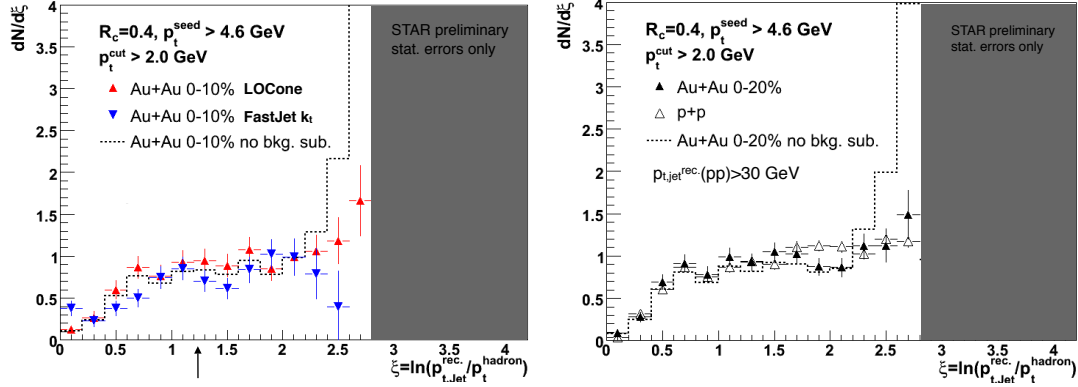 dN/dξ
4
3.5
3
2.5
2
1.5
1
0.5
0
R_c=0.4, p_t^seed > 4.6 GeV
p_t^cut > 2.0 GeV
Au+Au 0-10% LOCone
Au+Au 0-10% FastJet kt
Au+Au 0-10% no bkg. sub.
STAR preliminary
stat. errors only
0 0.5 1 1.5 2 2.5 3 3.5 4
ξ=ln(p_t,Jet^rec./p_t^hadron)
dN/dξ
4
3.5
3
2.5
2
1.5
1
0.5
0
R_c=0.4, p_t^seed > 4.6 GeV
p_t^cut > 2.0 GeV
Au+Au 0-20%
p+p
Au+Au 0-20% no bkg. sub.
p_t,jet^rec.(pp)>30 GeV
STAR preliminary
stat. errors only
0 0.5 1 1.5 2 2.5 3 3.5 4
ξ=ln(p_t,Jet^rec./p_t^hadron)